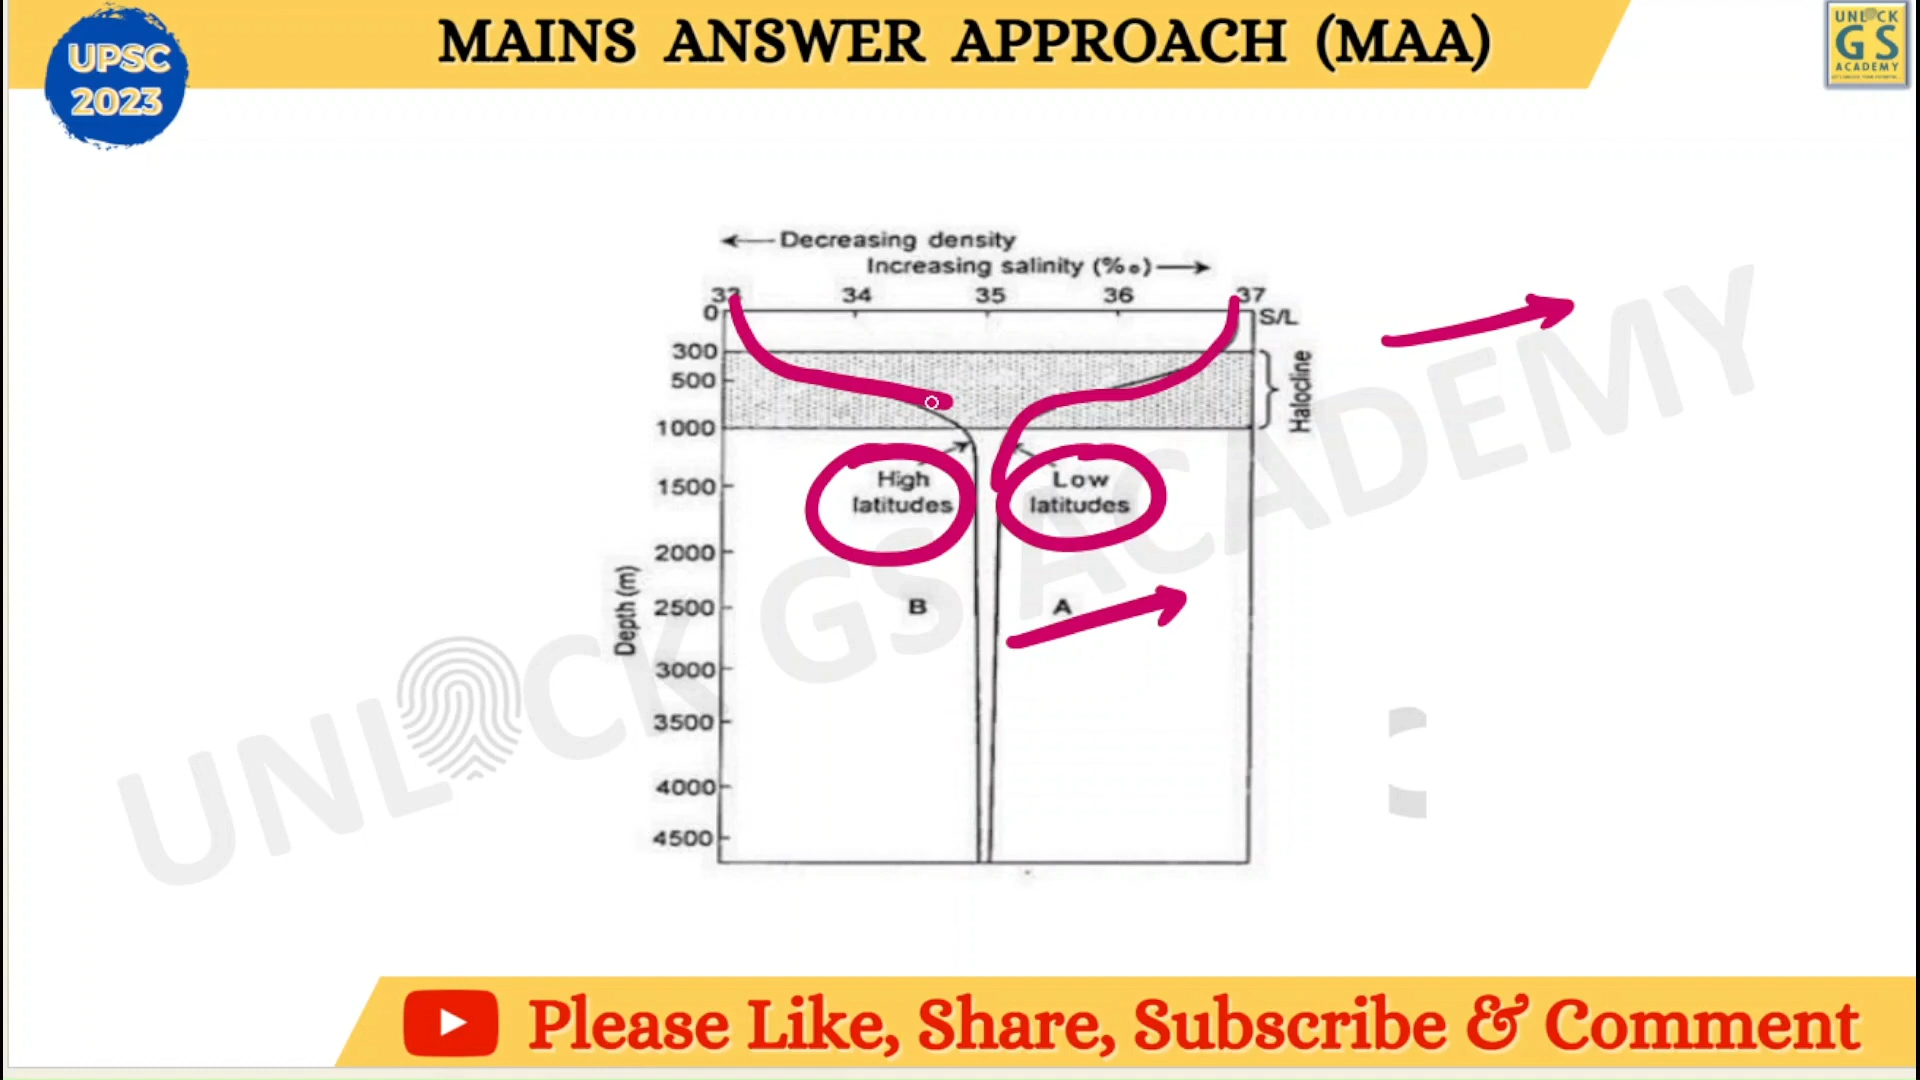 MAINS ANSWER APPROACH (MAA)
UPSC
2023
UNLOCK
GS
ACADEMY
←Decreasing density
Increasing salinity (‰)→
33 34 35 36 37
0
S/L
300
500
1000
1500
2000
2500
3000
3500
4000
4500
Depth (m)
Halocline
High
latitudes
Low
latitudes
B
A
UNLOCK GS ACADEMY
Please Like, Share, Subscribe & Comment